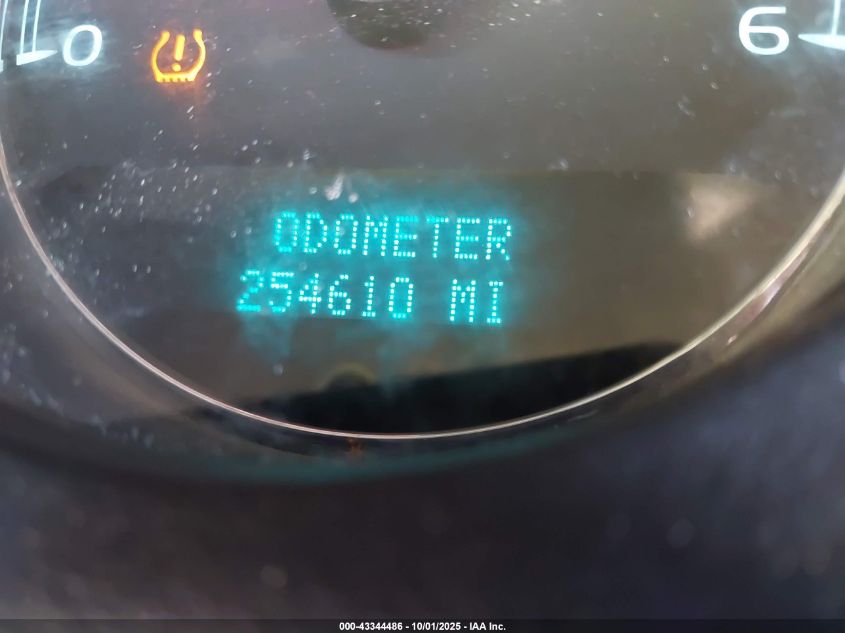 0 6
ODOMETER
254610 MI
000-43344486 - 10/01/2025 - IAA Inc.